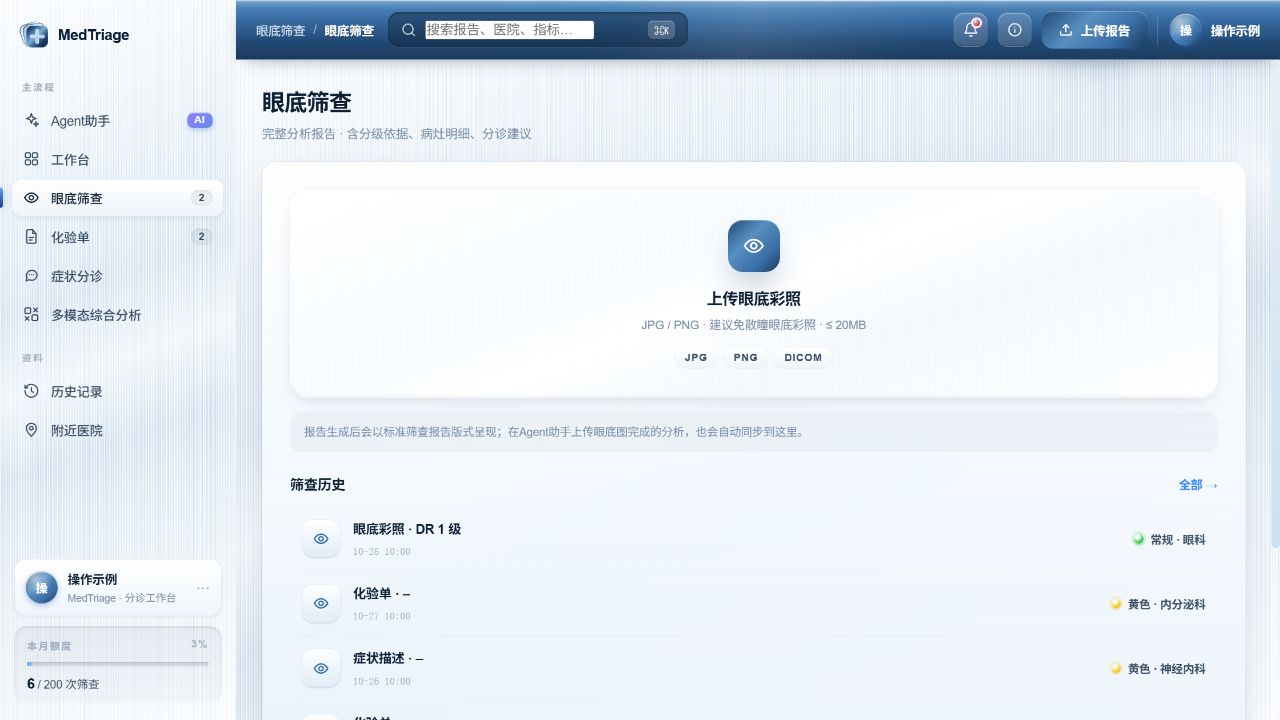 MedTriage
主流程
Agent助手
AI
工作台
眼底筛查
2
化验单
2
症状分诊
多模态综合分析
资料
历史记录
附近医院
操
操作示例
MedTriage · 分诊工作台
···
本月额度
3%
6 / 200 次筛查
眼底筛查 / 眼底筛查
搜索报告、医院、指标…
⌘K
上传报告
操
操作示例
眼底筛查
完整分析报告 · 含分级依据、病灶明细、分诊建议
上传眼底彩照
JPG / PNG · 建议免散瞳眼底彩照 · ≤ 20MB
JPG
PNG
DICOM
报告生成后会以标准筛查报告版式呈现；在Agent助手上传眼底图完成的分析，也会自动同步到这里。
筛查历史
全部 →
眼底彩照 · DR 1 级
10-28 10:00
常规 · 眼科
化验单 · —
10-27 10:00
黄色 · 内分泌科
症状描述 · —
10-26 10:00
黄色 · 神经内科